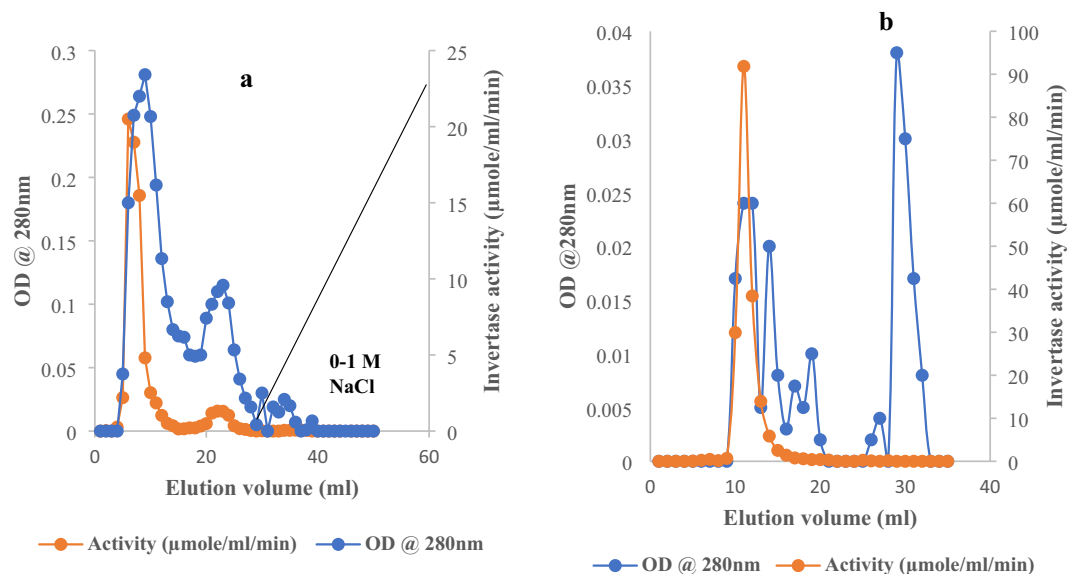 a
0.3
0.25
0.2
0.15
0.1
0.05
0
OD @ 280nm
25
20
15
10
5
0
Invertase activity (µmole/ml/min)
0-1 M
NaCl
0 20 40 60
Elution volume (ml)
Activity (µmole/ml/min) OD @ 280nm
b
0.04
0.035
0.03
0.025
0.02
0.015
0.01
0.005
0
OD @280nm
100
90
80
70
60
50
40
30
20
10
0
Invertase activity (µmole/ml/min)
0 10 20 30 40
Elution volume (ml)
OD @ 280nm Activity (µmole/ml/min)